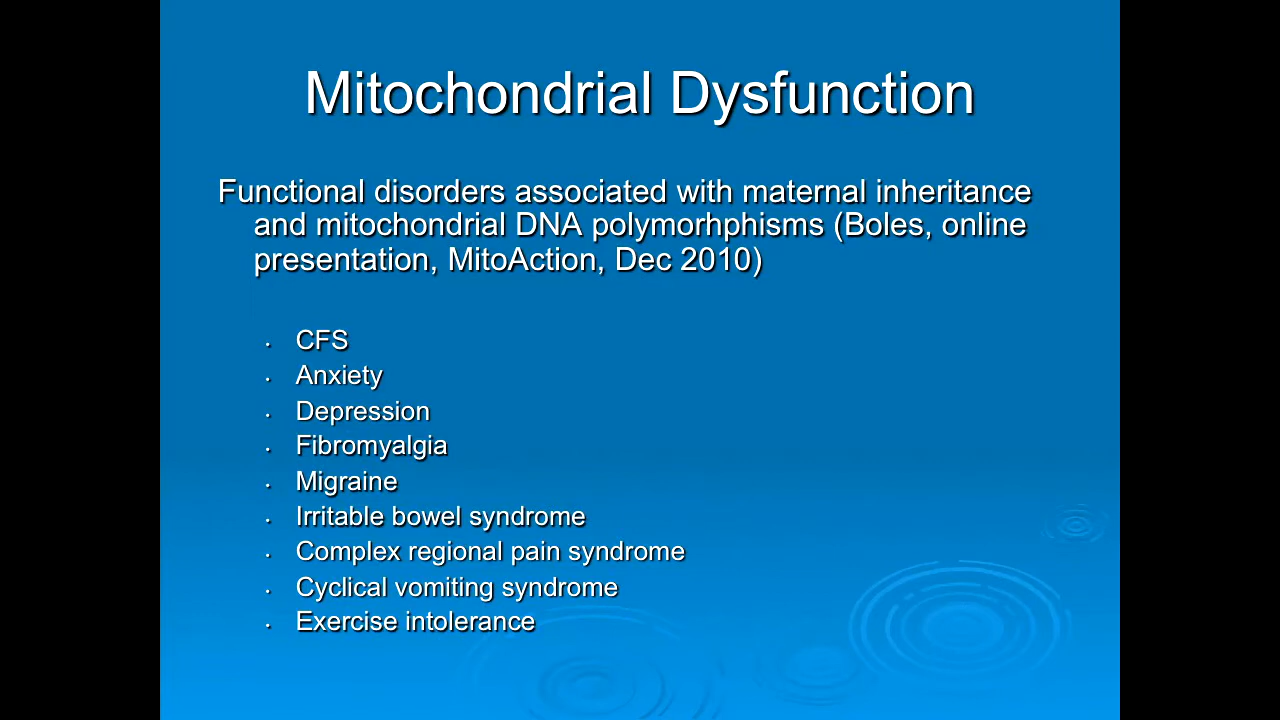 Mitochondrial Dysfunction
Functional disorders associated with maternal inheritance
and mitochondrial DNA polymorhphisms (Boles, online
presentation, MitoAction, Dec 2010)
• CFS
• Anxiety
• Depression
• Fibromyalgia
• Migraine
• Irritable bowel syndrome
• Complex regional pain syndrome
• Cyclical vomiting syndrome
• Exercise intolerance